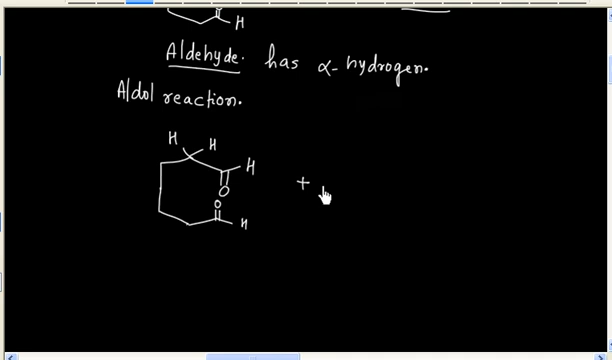 O
H
Aldehyde. has α-hydrogen.
Aldol reaction.
H H
H
O
+
O
H